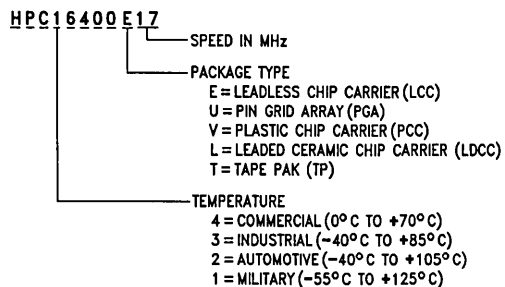 HPC16400E17
SPEED IN MHz
PACKAGE TYPE
E = LEADLESS CHIP CARRIER (LCC)
U = PIN GRID ARRAY (PGA)
V = PLASTIC CHIP CARRIER (PCC)
L = LEADED CERAMIC CHIP CARRIER (LDCC)
T = TAPE PAK (TP)
TEMPERATURE
4 = COMMERCIAL (0°C TO +70°C)
3 = INDUSTRIAL (-40°C TO +85°C)
2 = AUTOMOTIVE (-40°C TO +105°C)
1 = MILITARY (-55°C TO +125°C)